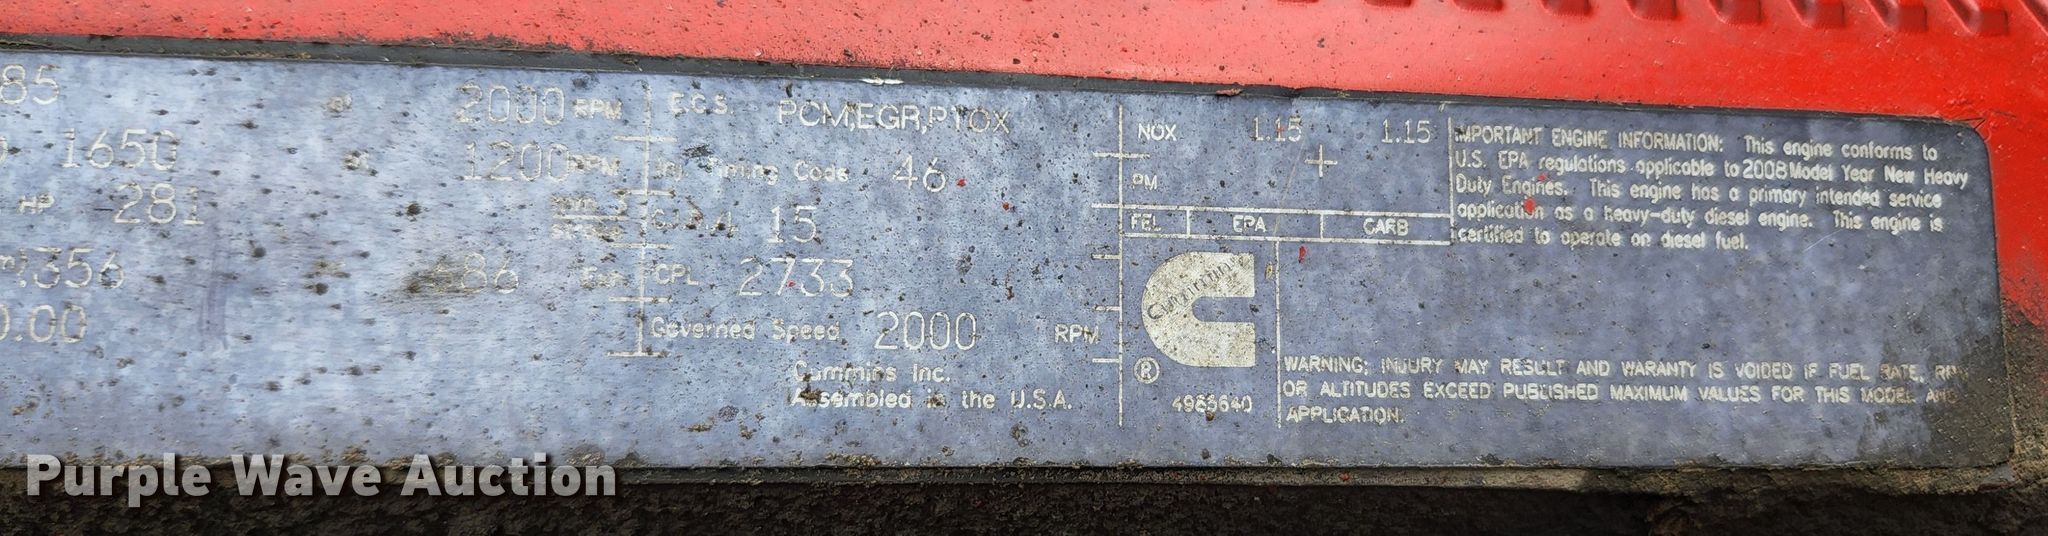 85 2000 RPM
1650 1200 RPM
HP 281
356 686
0.00
E.C.S. PCM,EGR,PTOX
Inj. Timing Code 46
15
CPL 2733
Governed Speed 2000 RPM
Cummins Inc.
Assembled in the U.S.A.
NOX 1.15 + 1.15
PM
FEL EPA CARB
Cummins
®
4985640
IMPORTANT ENGINE INFORMATION: This engine conforms to
U.S. EPA regulations applicable to 2008 Model Year New Heavy
Duty Engines. This engine has a primary intended service
application as a heavy-duty diesel engine. This engine is
certified to operate on diesel fuel.
WARNING: INJURY MAY RESULT AND WARANTY IS VOIDED IF FUEL RATE,
OR ALTITUDES EXCEED PUBLISHED MAXIMUM VALUES FOR THIS MODEL AND
APPLICATION.
Purple Wave Auction